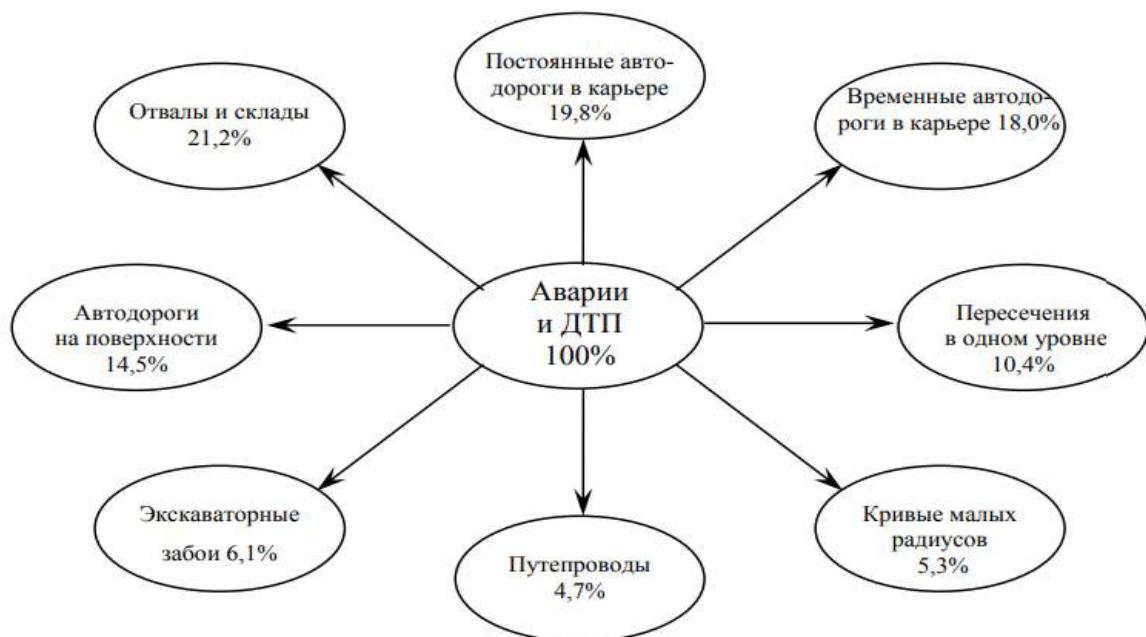 Постоянные авто-
дороги в карьере
19,8%
Отвалы и склады
21,2%
Временные автодо-
роги в карьере 18,0%
Аварии
и ДТП
100%
Автодороги
на поверхности
14,5%
Пересечения
в одном уровне
10,4%
Экскаваторные
забои 6,1%
Путепроводы
4,7%
Кривые малых
радиусов
5,3%